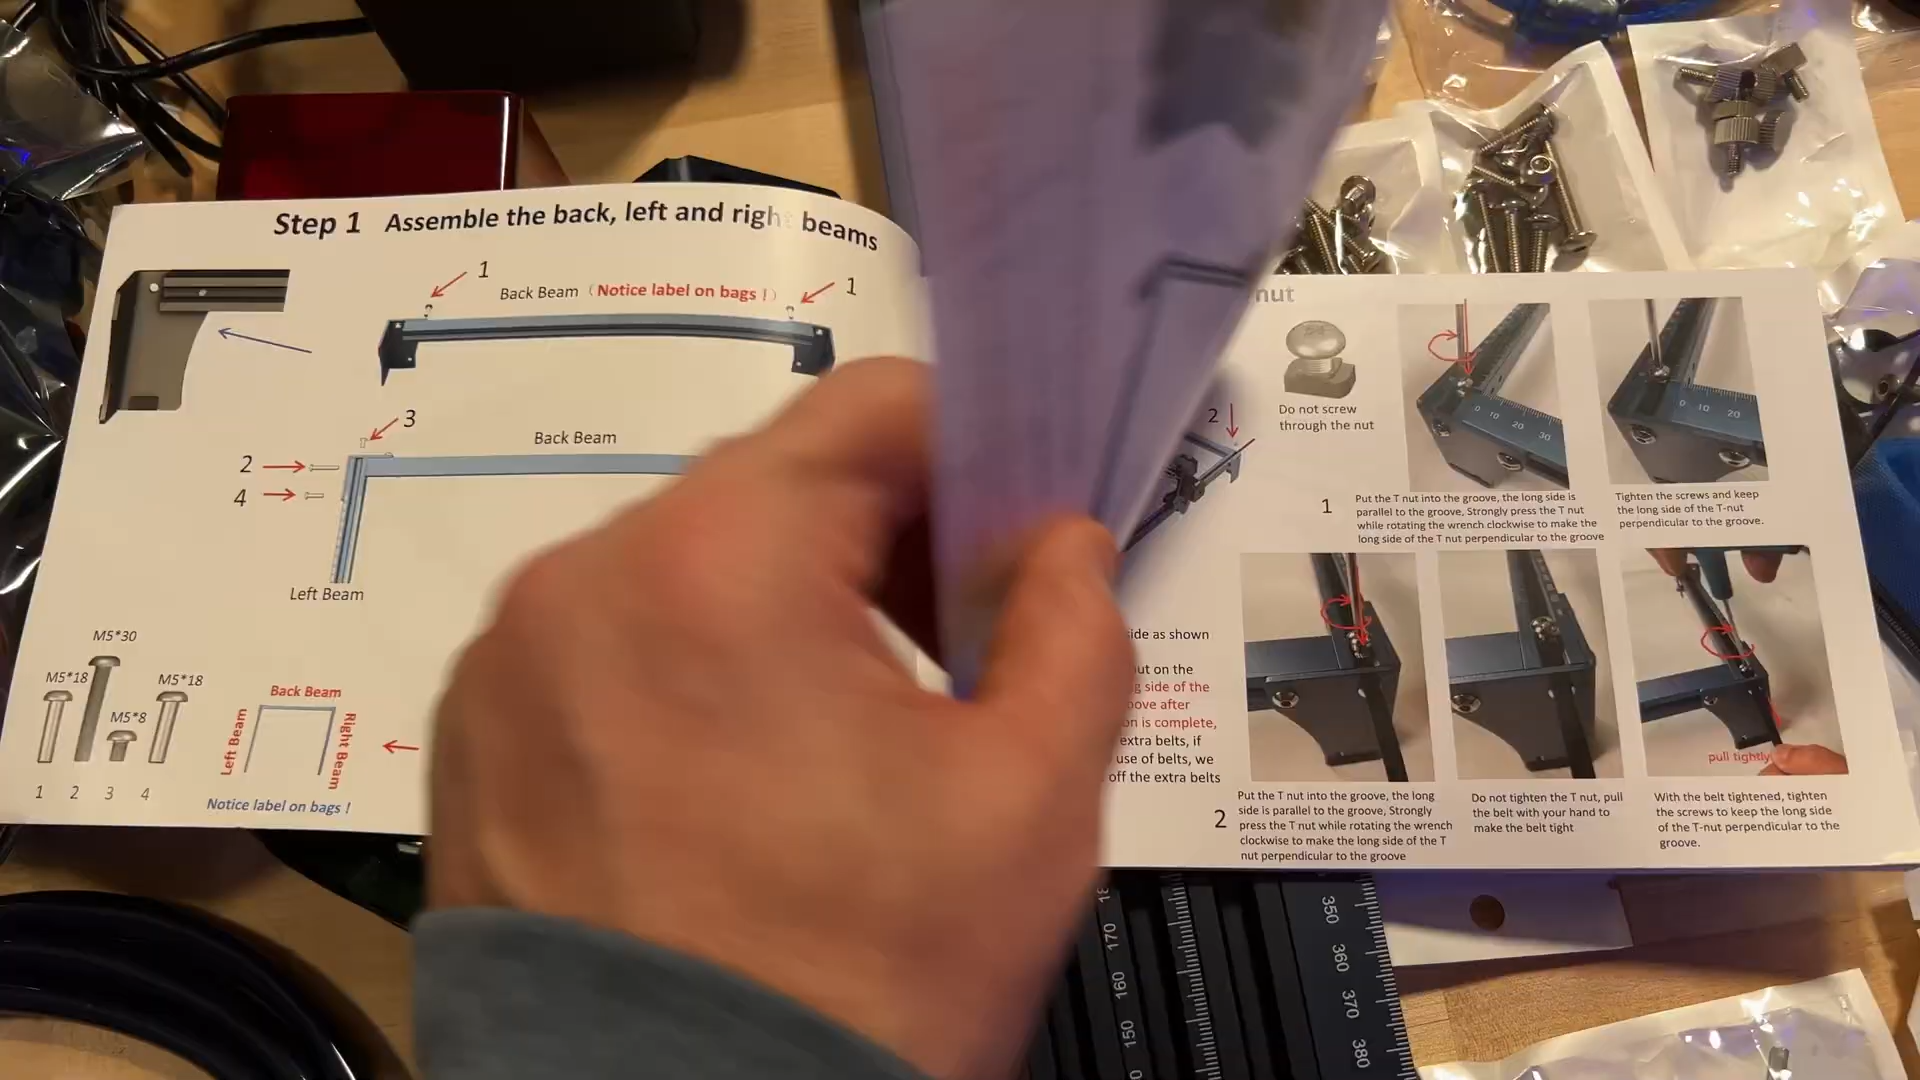 Step 1 Assemble the back, left and right beams
1
Back Beam (Notice label on bags !)
1
3
Back Beam
2
4
Left Beam
M5*30
M5*18
M5*18
M5*8
1 2 3 4
Back Beam
Left Beam
Right Beam
Notice label on bags !
nut
Do not screw
through the nut
2
0 10 20 30
0 10 20
1
Put the T nut into the groove, the long side is
parallel to the groove, Strongly press the T nut
while rotating the wrench clockwise to make the
long side of the T nut perpendicular to the groove
Tighten the screws and keep
the long side of the T-nut
perpendicular to the groove.
side as shown
on the
side of the
after
is complete,
extra belts, if
use of belts, we
off the extra belts
pull tightly
2
Put the T nut into the groove, the long
side is parallel to the groove, Strongly
press the T nut while rotating the wrench
clockwise to make the long side of the T
nut perpendicular to the groove
Do not tighten the T nut, pull
the belt with your hand to
make the belt tight
With the belt tightened, tighten
the screws to keep the long side
of the T-nut perpendicular to the
groove.
170
160
150
350
360
370
380